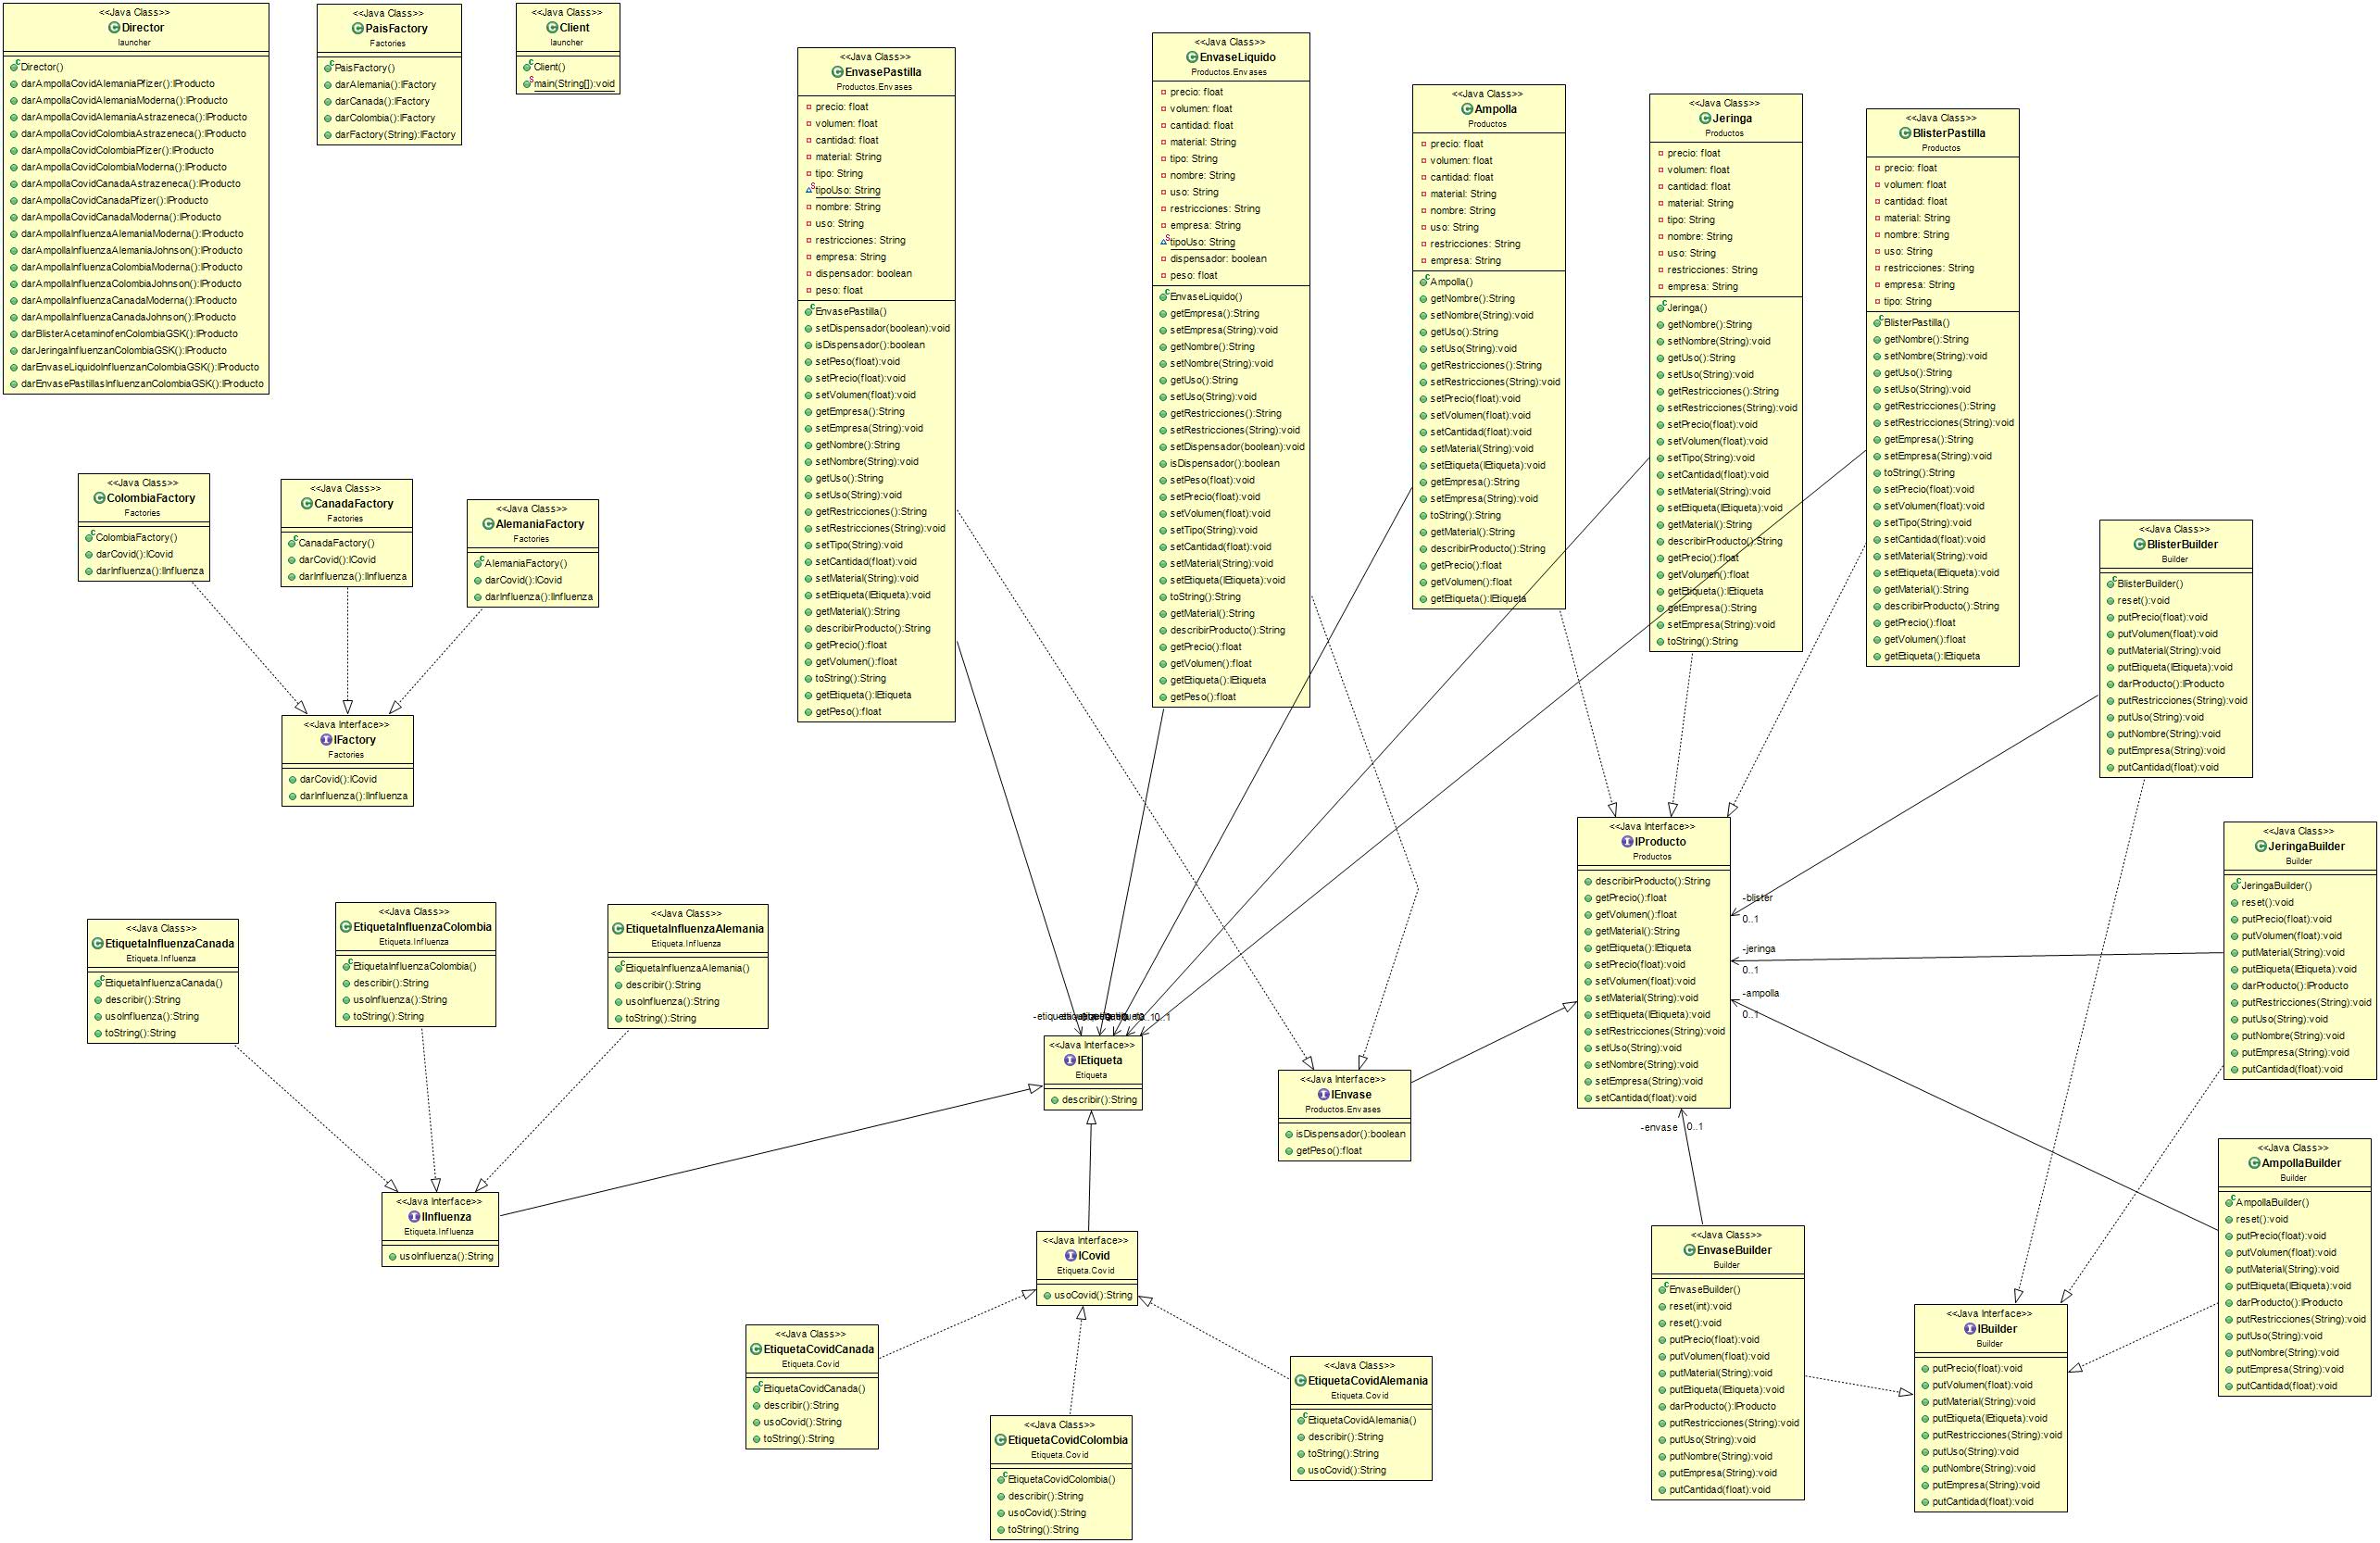 <<Java Class>>
Director
launcher
Director()
darAmpollaCovidAlemaniaPfizer():IProducto
darAmpollaCovidAlemaniaModerna():IProducto
darAmpollaCovidAlemaniaAstrazeneca():IProducto
darAmpollaCovidColombiaAstrazeneca():IProducto
darAmpollaCovidColombiaPfizer():IProducto
darAmpollaCovidColombiaModerna():IProducto
darAmpollaCovidCanadaAstrazeneca():IProducto
darAmpollaCovidCanadaPfizer():IProducto
darAmpollaCovidCanadaModerna():IProducto
darAmpollaInfluenzaAlemaniaModerna():IProducto
darAmpollaInfluenzaAlemaniaJohnson():IProducto
darAmpollaInfluenzaColombiaModerna():IProducto
darAmpollaInfluenzaColombiaJohnson():IProducto
darAmpollaInfluenzaCanadaModerna():IProducto
darAmpollaInfluenzaCanadaJohnson():IProducto
darBlisterAcetaminofenColombiaGSK():IProducto
darJeringaInfluenzanColombiaGSK():IProducto
darEnvaseLiquidoInfluenzanColombiaGSK():IProducto
darEnvasePastillasInfluenzanColombiaGSK():IProducto
<<Java Class>>
PaisFactory
Factories
PaisFactory()
darAlemania():IFactory
darCanada():IFactory
darColombia():IFactory
darFactory(String):IFactory
<<Java Class>>
Client
launcher
Client()
main(String[]):void
<<Java Class>>
EnvasePastilla
Productos.Envases
precio: float
volumen: float
cantidad: float
material: String
tipo: String
tipoUso: String
nombre: String
uso: String
restricciones: String
empresa: String
dispensador: boolean
peso: float
EnvasePastilla()
setDispensador(boolean):void
isDispensador():boolean
setPeso(float):void
setPrecio(float):void
setVolumen(float):void
getEmpresa():String
setEmpresa(String):void
getNombre():String
setNombre(String):void
getUso():String
setUso(String):void
getRestricciones():String
setRestricciones(String):void
setTipo(String):void
setCantidad(float):void
setMaterial(String):void
setEtiqueta(IEtiqueta):void
getMaterial():String
describirProducto():String
getPrecio():float
getVolumen():float
toString():String
getEtiqueta():IEtiqueta
getPeso():float
<<Java Class>>
EnvaseLiquido
Productos.Envases
precio: float
volumen: float
cantidad: float
material: String
tipo: String
nombre: String
uso: String
restricciones: String
empresa: String
tipoUso: String
dispensador: boolean
peso: float
EnvaseLiquido()
getEmpresa():String
setEmpresa(String):void
getNombre():String
setNombre(String):void
getUso():String
setUso(String):void
getRestricciones():String
setRestricciones(String):void
setDispensador(boolean):void
isDispensador():boolean
setPeso(float):void
setPrecio(float):void
setVolumen(float):void
setTipo(String):void
setCantidad(float):void
setMaterial(String):void
setEtiqueta(IEtiqueta):void
toString():String
getMaterial():String
describirProducto():String
getPrecio():float
getVolumen():float
getEtiqueta():IEtiqueta
getPeso():float
<<Java Class>>
Ampolla
Productos
precio: float
volumen: float
cantidad: float
material: String
nombre: String
uso: String
restricciones: String
empresa: String
Ampolla()
getNombre():String
setNombre(String):void
getUso():String
setUso(String):void
getRestricciones():String
setRestricciones(String):void
setPrecio(float):void
setVolumen(float):void
setCantidad(float):void
setMaterial(String):void
setEtiqueta(IEtiqueta):void
getEmpresa():String
setEmpresa(String):void
toString():String
getMaterial():String
describirProducto():String
getPrecio():float
getVolumen():float
getEtiqueta():IEtiqueta
<<Java Class>>
Jeringa
Productos
precio: float
volumen: float
cantidad: float
material: String
tipo: String
nombre: String
uso: String
restricciones: String
empresa: String
Jeringa()
getNombre():String
setNombre(String):void
getUso():String
setUso(String):void
getRestricciones():String
setRestricciones(String):void
setPrecio(float):void
setVolumen(float):void
setTipo(String):void
setCantidad(float):void
setMaterial(String):void
setEtiqueta(IEtiqueta):void
getMaterial():String
describirProducto():String
getPrecio():float
getVolumen():float
getEtiqueta():IEtiqueta
getEmpresa():String
setEmpresa(String):void
toString():String
<<Java Class>>
BlisterPastilla
Productos
precio: float
volumen: float
cantidad: float
material: String
nombre: String
uso: String
restricciones: String
empresa: String
tipo: String
BlisterPastilla()
getNombre():String
setNombre(String):void
getUso():String
setUso(String):void
getRestricciones():String
setRestricciones(String):void
getEmpresa():String
setEmpresa(String):void
toString():String
setPrecio(float):void
setVolumen(float):void
setTipo(String):void
setCantidad(float):void
setMaterial(String):void
setEtiqueta(IEtiqueta):void
getMaterial():String
describirProducto():String
getPrecio():float
getVolumen():float
getEtiqueta():IEtiqueta
<<Java Class>>
ColombiaFactory
Factories
ColombiaFactory()
darCovid():ICovid
darInfluenza():IInfluenza
<<Java Class>>
CanadaFactory
Factories
CanadaFactory()
darCovid():ICovid
darInfluenza():IInfluenza
<<Java Class>>
AlemaniaFactory
Factories
AlemaniaFactory()
darCovid():ICovid
darInfluenza():IInfluenza
<<Java Interface>>
IFactory
Factories
darCovid():ICovid
darInfluenza():IInfluenza
<<Java Class>>
BlisterBuilder
Builder
BlisterBuilder()
reset():void
putPrecio(float):void
putVolumen(float):void
putMaterial(String):void
putEtiqueta(IEtiqueta):void
darProducto():IProducto
putRestricciones(String):void
putUso(String):void
putNombre(String):void
putEmpresa(String):void
putCantidad(float):void
<<Java Interface>>
IProducto
Productos
describirProducto():String
getPrecio():float
getVolumen():float
getMaterial():String
getEtiqueta():IEtiqueta
setPrecio(float):void
setVolumen(float):void
setMaterial(String):void
setEtiqueta(IEtiqueta):void
setRestricciones(String):void
setUso(String):void
setNombre(String):void
setEmpresa(String):void
setCantidad(float):void
-blister
0..1
-jeringa
0..1
-ampolla
0..1
-envase
0..1
<<Java Class>>
JeringaBuilder
Builder
JeringaBuilder()
reset():void
putPrecio(float):void
putVolumen(float):void
putMaterial(String):void
putEtiqueta(IEtiqueta):void
darProducto():IProducto
putRestricciones(String):void
putUso(String):void
putNombre(String):void
putEmpresa(String):void
putCantidad(float):void
<<Java Class>>
EtiquetaInfluenzaCanada
Etiqueta.Influenza
EtiquetaInfluenzaCanada()
describir():String
usoInfluenza():String
toString():String
<<Java Class>>
EtiquetaInfluenzaColombia
Etiqueta.Influenza
EtiquetaInfluenzaColombia()
describir():String
usoInfluenza():String
toString():String
<<Java Class>>
EtiquetaInfluenzaAlemania
Etiqueta.Influenza
EtiquetaInfluenzaAlemania()
describir():String
usoInfluenza():String
toString():String
<<Java Interface>>
IEtiqueta
Etiqueta
describir():String
<<Java Interface>>
IEnvase
Productos.Envases
isDispensador():boolean
getPeso():float
<<Java Interface>>
IInfluenza
Etiqueta.Influenza
usoInfluenza():String
<<Java Interface>>
ICovid
Etiqueta.Covid
usoCovid():String
<<Java Class>>
EtiquetaCovidCanada
Etiqueta.Covid
EtiquetaCovidCanada()
describir():String
usoCovid():String
toString():String
<<Java Class>>
EtiquetaCovidColombia
Etiqueta.Covid
EtiquetaCovidColombia()
describir():String
usoCovid():String
toString():String
<<Java Class>>
EtiquetaCovidAlemania
Etiqueta.Covid
EtiquetaCovidAlemania()
describir():String
toString():String
usoCovid():String
<<Java Class>>
EnvaseBuilder
Builder
EnvaseBuilder()
reset(int):void
reset():void
putPrecio(float):void
putVolumen(float):void
putMaterial(String):void
putEtiqueta(IEtiqueta):void
darProducto():IProducto
putRestricciones(String):void
putUso(String):void
putNombre(String):void
putEmpresa(String):void
putCantidad(float):void
<<Java Interface>>
IBuilder
Builder
putPrecio(float):void
putVolumen(float):void
putMaterial(String):void
putEtiqueta(IEtiqueta):void
putRestricciones(String):void
putUso(String):void
putNombre(String):void
putEmpresa(String):void
putCantidad(float):void
<<Java Class>>
AmpollaBuilder
Builder
AmpollaBuilder()
reset():void
putPrecio(float):void
putVolumen(float):void
putMaterial(String):void
putEtiqueta(IEtiqueta):void
darProducto():IProducto
putRestricciones(String):void
putUso(String):void
putNombre(String):void
putEmpresa(String):void
putCantidad(float):void